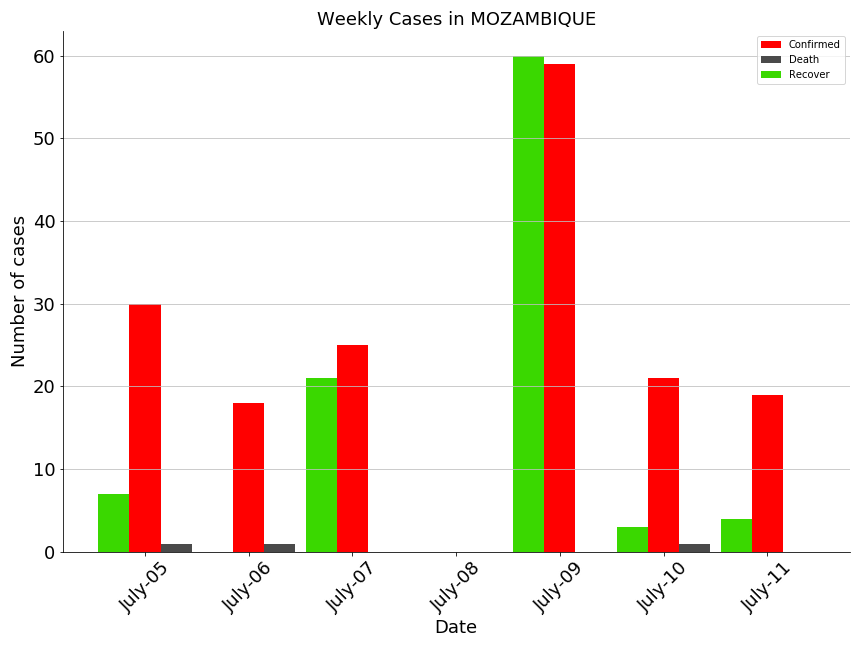 Weekly Cases in MOZAMBIQUE
Confirmed
Death
Recover
Number of cases
60
50
40
30
20
10
0
July-05
July-06
July-07
July-08
July-09
July-10
July-11
Date